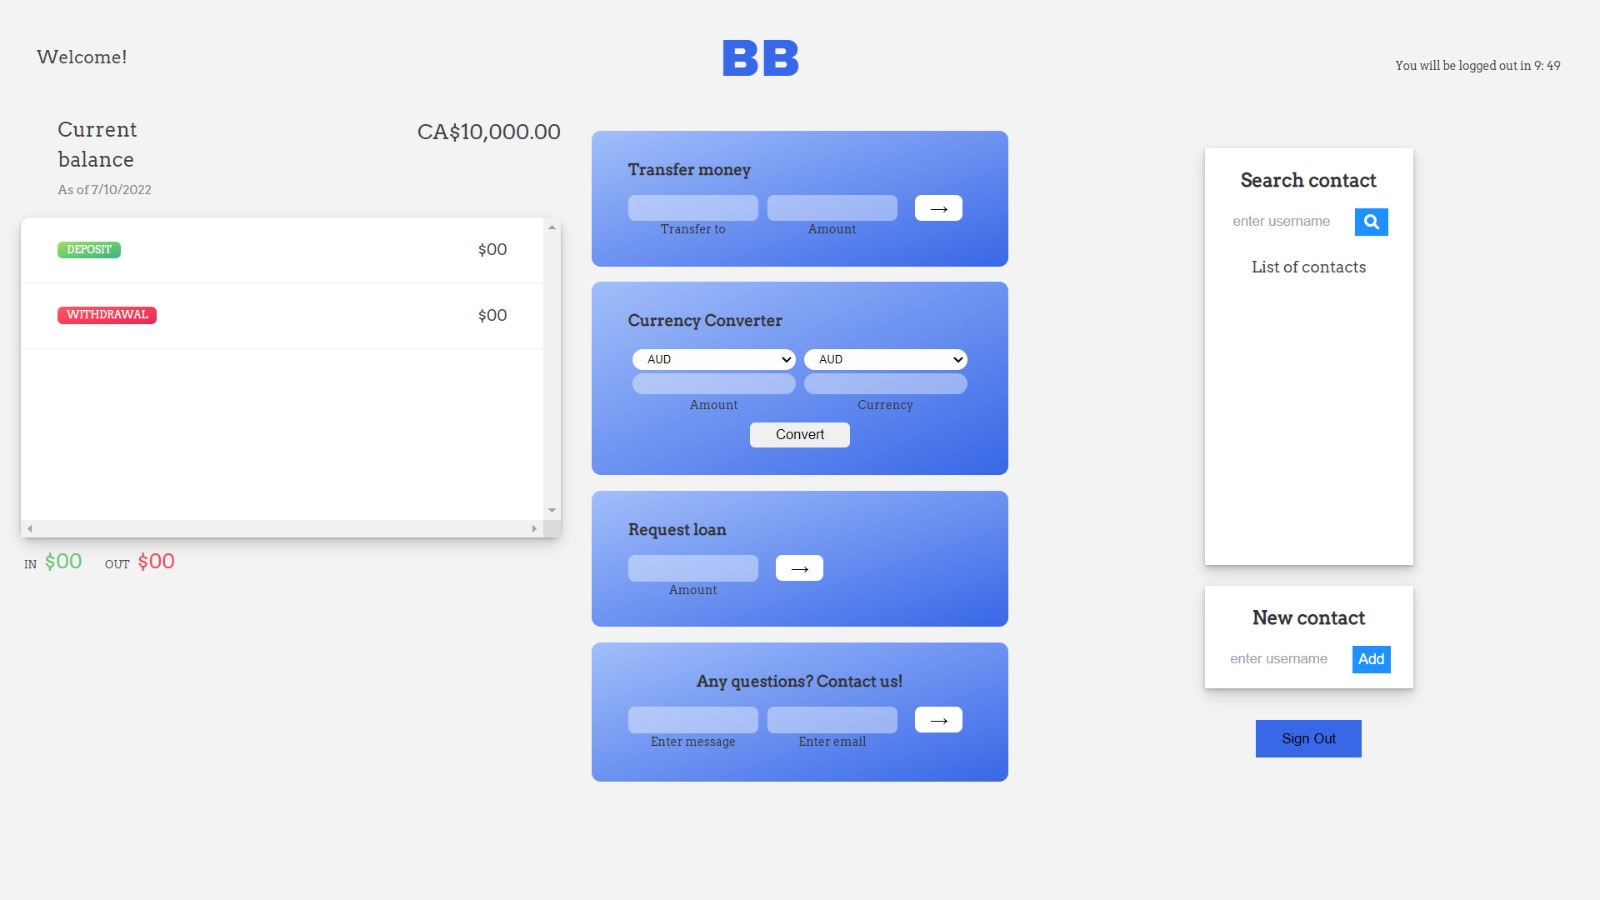 Welcome!
BB
You will be logged out in 9: 49
Current
balance
As of 7/10/2022
CA$10,000.00
DEPOSIT
$00
WITHDRAWAL
$00
IN $00 OUT $00
Transfer money
→
Transfer to
Amount
Currency Converter
AUD
AUD
Amount
Currency
Convert
Request loan
→
Amount
Any questions? Contact us!
→
Enter message
Enter email
Search contact
enter username
List of contacts
New contact
enter username
Add
Sign Out